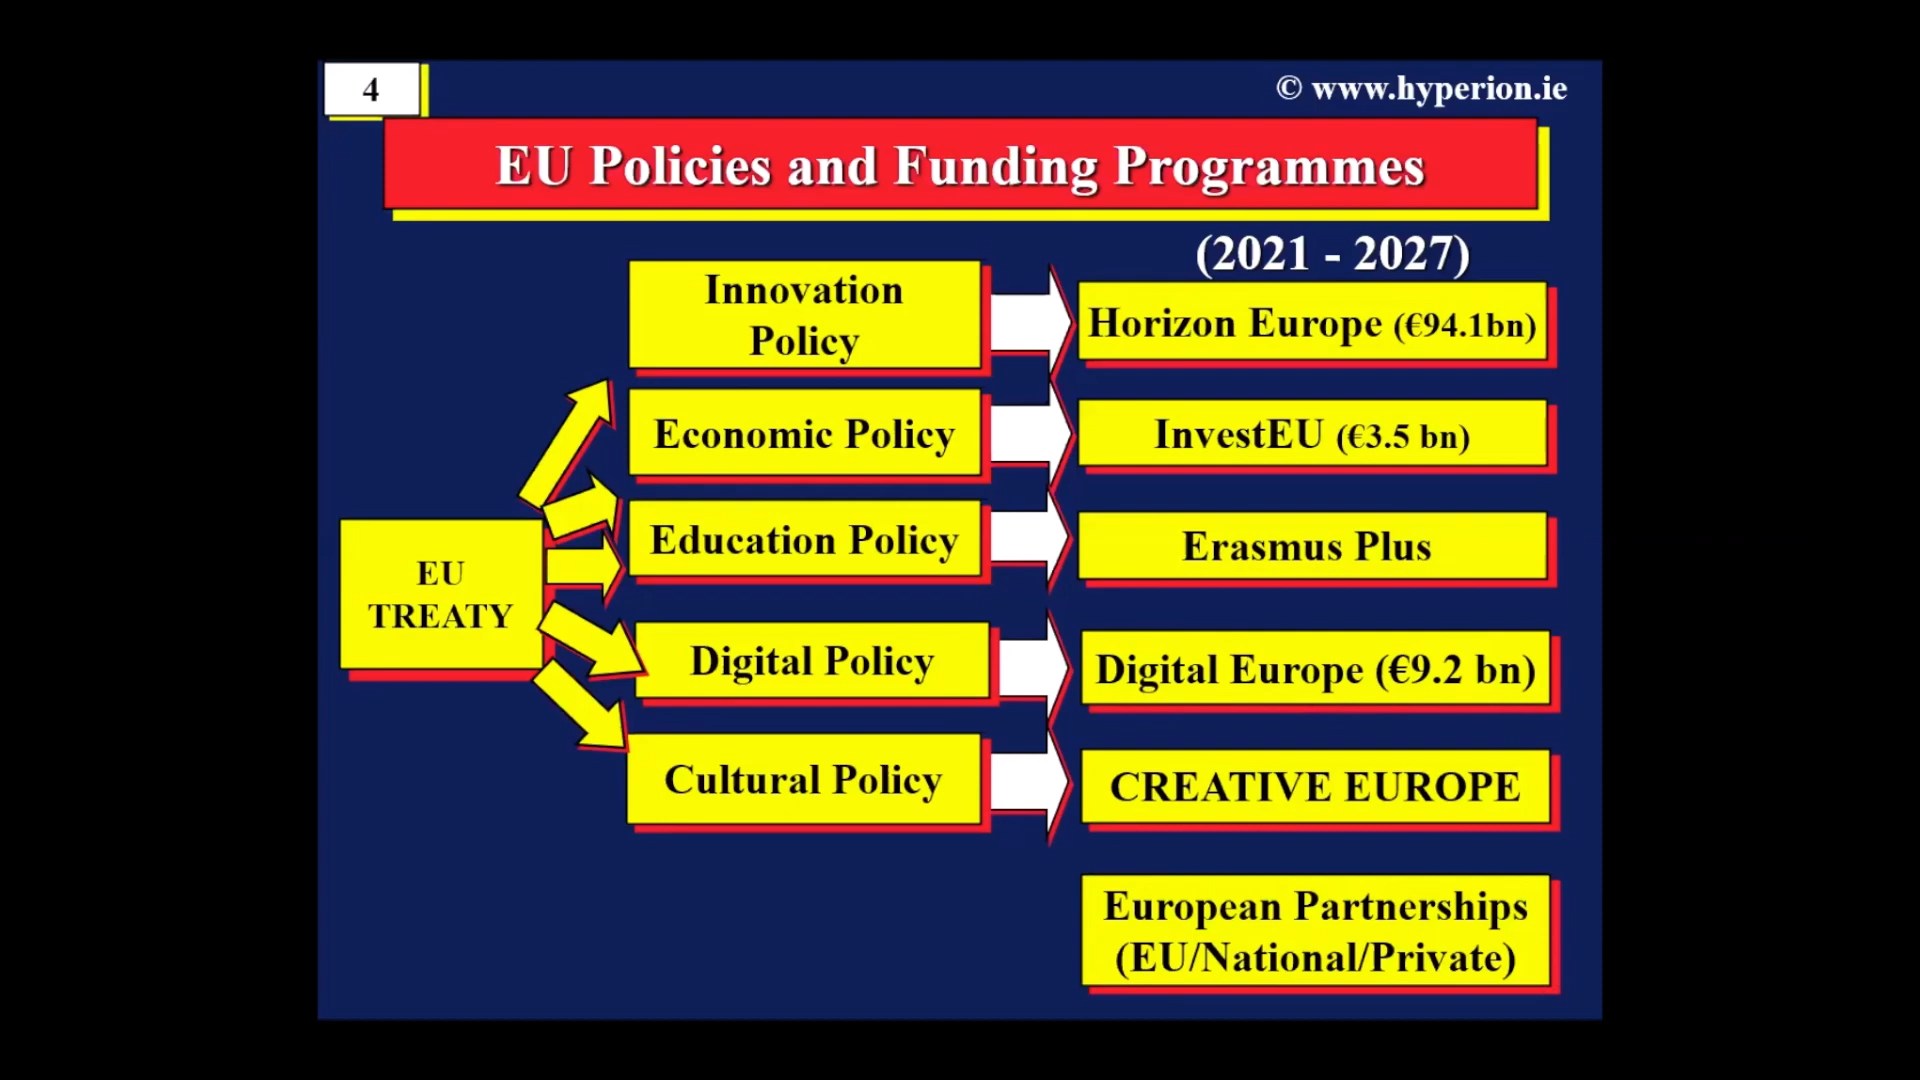 4
© www.hyperion.ie
EU Policies and Funding Programmes
(2021 - 2027)
Innovation
Policy
Horizon Europe (€94.1bn)
Economic Policy
InvestEU (€3.5 bn)
Education Policy
Erasmus Plus
EU
TREATY
Digital Policy
Digital Europe (€9.2 bn)
Cultural Policy
CREATIVE EUROPE
European Partnerships
(EU/National/Private)